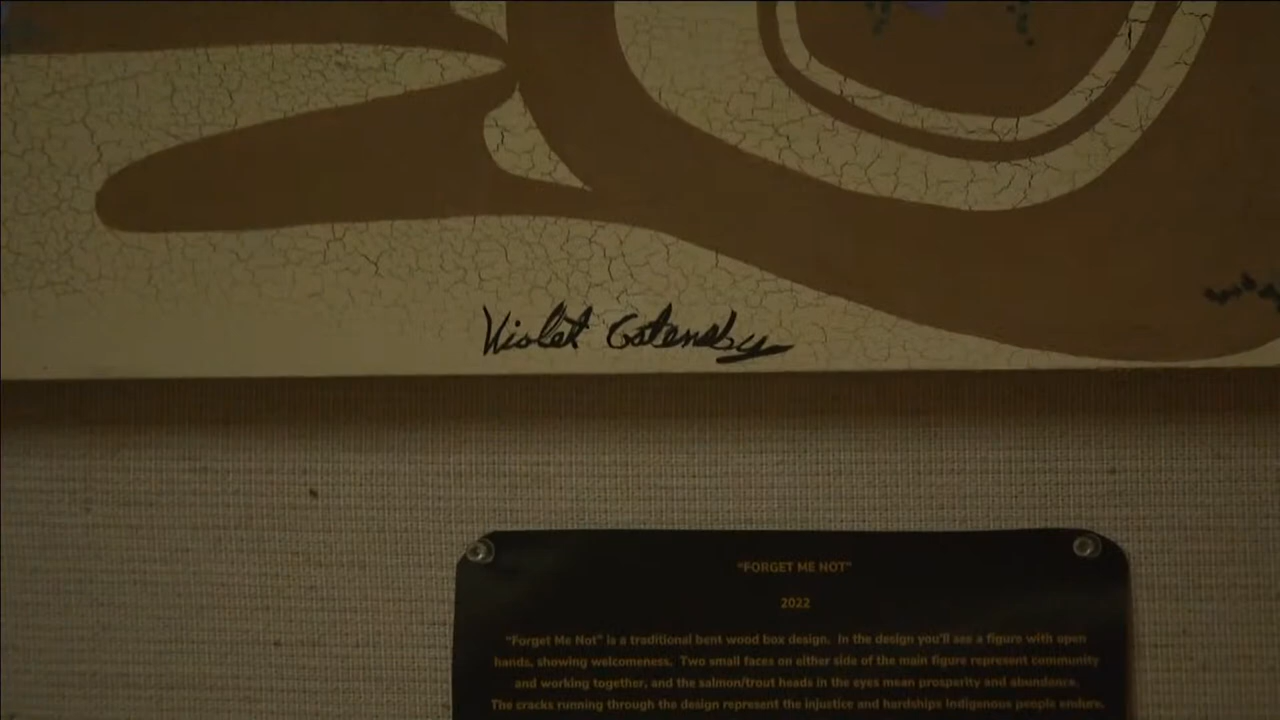 Violet Gatensby
"FORGET ME NOT"
2022
"Forget Me Not" is a traditional bent wood box design. In the design you'll see a figure with open
hands, showing welcomeness. Two small faces on either side of the main figure represent community
and working together, and the salmon/trout heads in the eyes mean prosperity and abundance.
The cracks running through the design represent the injustice and hardships Indigenous people endure.